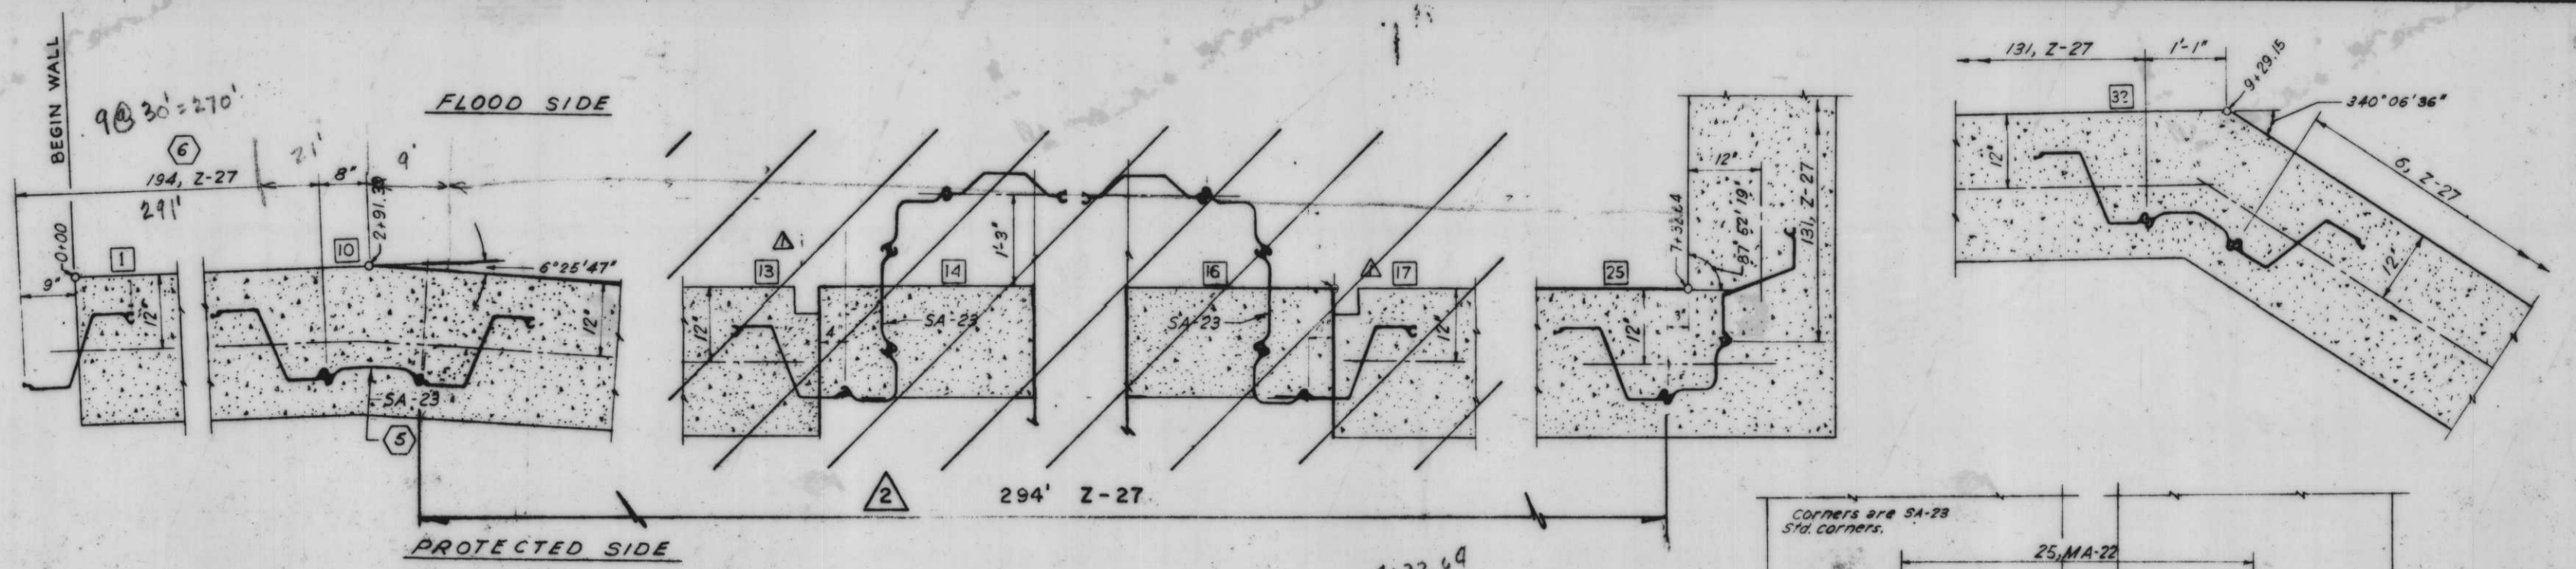 BEGIN WALL
9@30'=270'
FLOOD SIDE
6
21'
9'
194, Z-27
8"
291'
0+00
2+91.39
9"
1
10
6°25'47"
12"
12"
SA-23
5
1
13
14
1'-3"
16
1
17
12"
SA-23
SA-23
12"
25
7+32.64
12"
87° 52' 19"
131, Z-27
12"
131, Z-27
1'-1"
9+29.15
32
340°06'36"
12"
6, Z-27
12"
2
294' Z-27
PROTECTED SIDE
Corners are SA-23
Std. corners.
25, MA-22